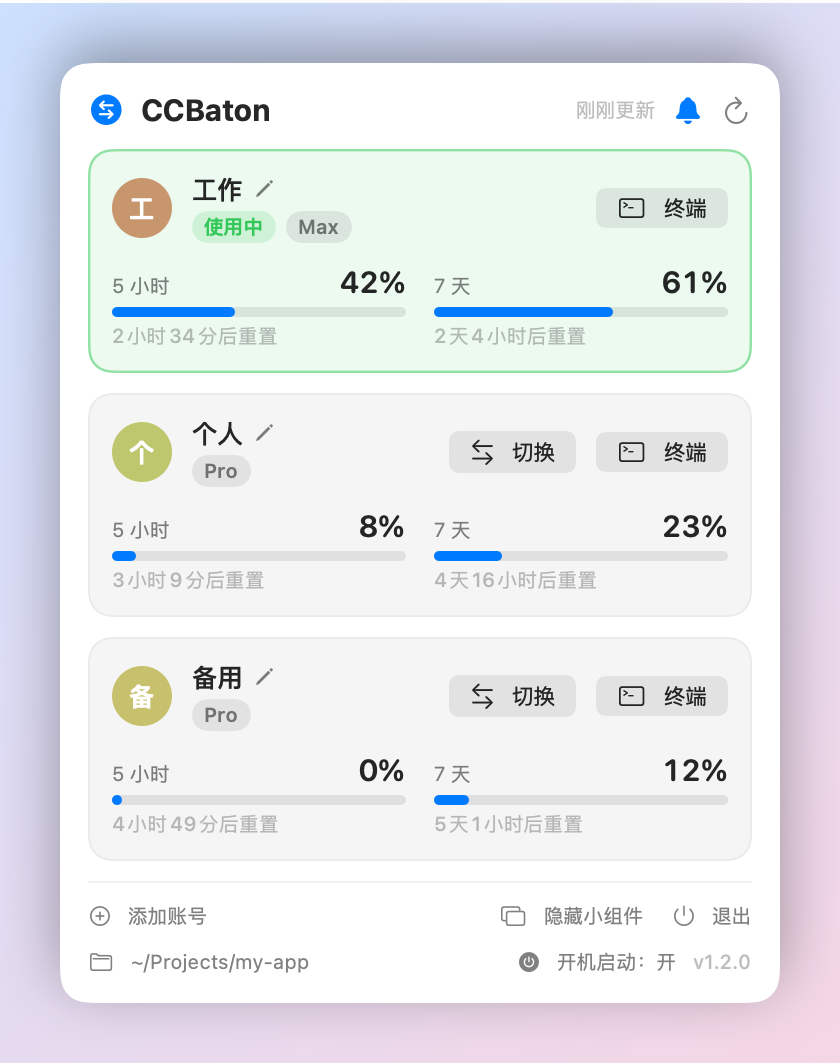 CCBaton 刚刚更新
工 工作
使用中 Max 终端
5 小时 42% 7 天 61%
2小时34分后重置 2天4小时后重置
个 个人
Pro 切换 终端
5 小时 8% 7 天 23%
3小时9分后重置 4天16小时后重置
备 备用
Pro 切换 终端
5 小时 0% 7 天 12%
4小时49分后重置 5天1小时后重置
添加账号 隐藏小组件 退出
~/Projects/my-app 开机启动：开 v1.2.0